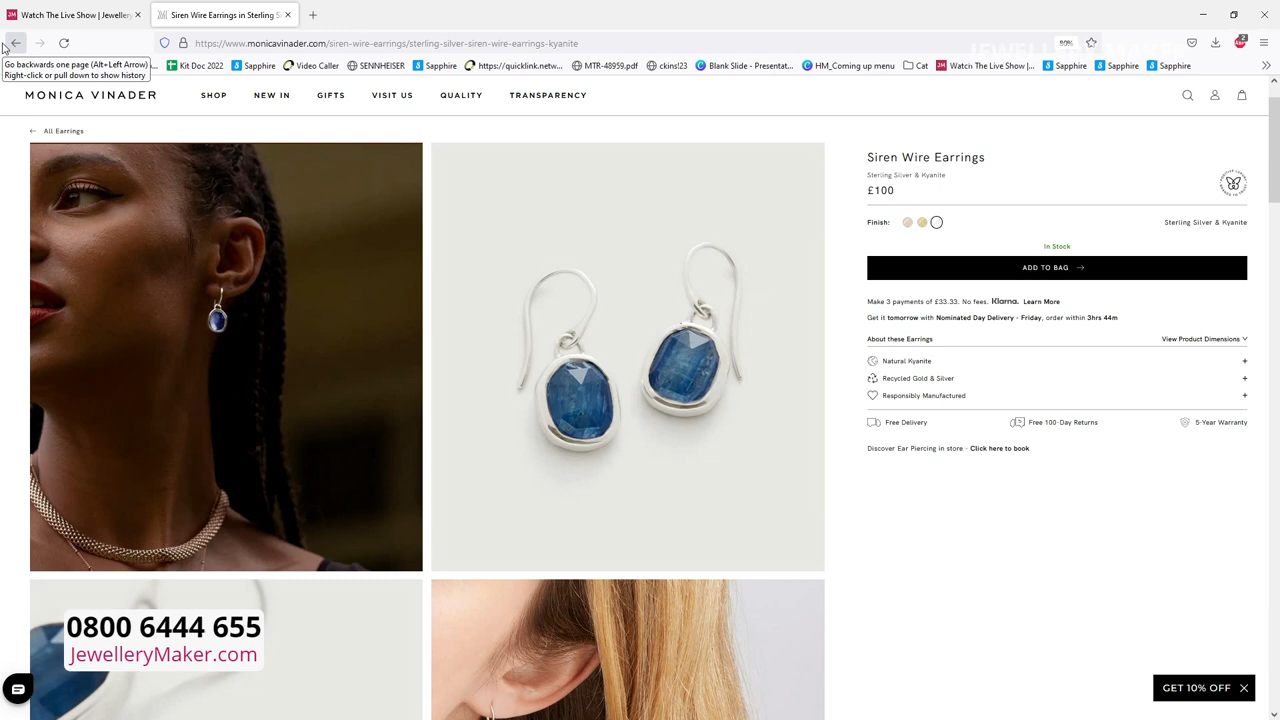 Watch The Live Show | Jeweller
Siren Wire Earrings in Sterling S
https://www.monicavinader.com/siren-wire-earrings/sterling-silver-siren-wire-earrings-kyanite
80%
2
Go backwards one page (Alt+Left Arrow)
Right-click or pull down to show history
Kit Doc 2022
Sapphire
Video Caller
SENNHEISER
Sapphire
https://quicklink.netw...
MTR-48959.pdf
ckins!23
Blank Slide - Presentat...
HM_Coming up menu
Cat
Watch The Live Show |...
Sapphire
Sapphire
Sapphire
JEWELLERY MAKER
MONICA VINADER
SHOP
NEW IN
GIFTS
VISIT US
QUALITY
TRANSPARENCY
All Earrings
Siren Wire Earrings
Sterling Silver & Kyanite
£100
Finish:
Sterling Silver & Kyanite
In Stock
ADD TO BAG
Make 3 payments of £33.33. No fees. Klarna. Learn More
Get it tomorrow with Nominated Day Delivery - Friday, order within 3hrs 44m
About these Earrings
View Product Dimensions
Natural Kyanite
Recycled Gold & Silver
Responsibly Manufactured
Free Delivery
Free 100-Day Returns
5-Year Warranty
Discover Ear Piercing in store - Click here to book
0800 6444 655
JewelleryMaker.com
GET 10% OFF